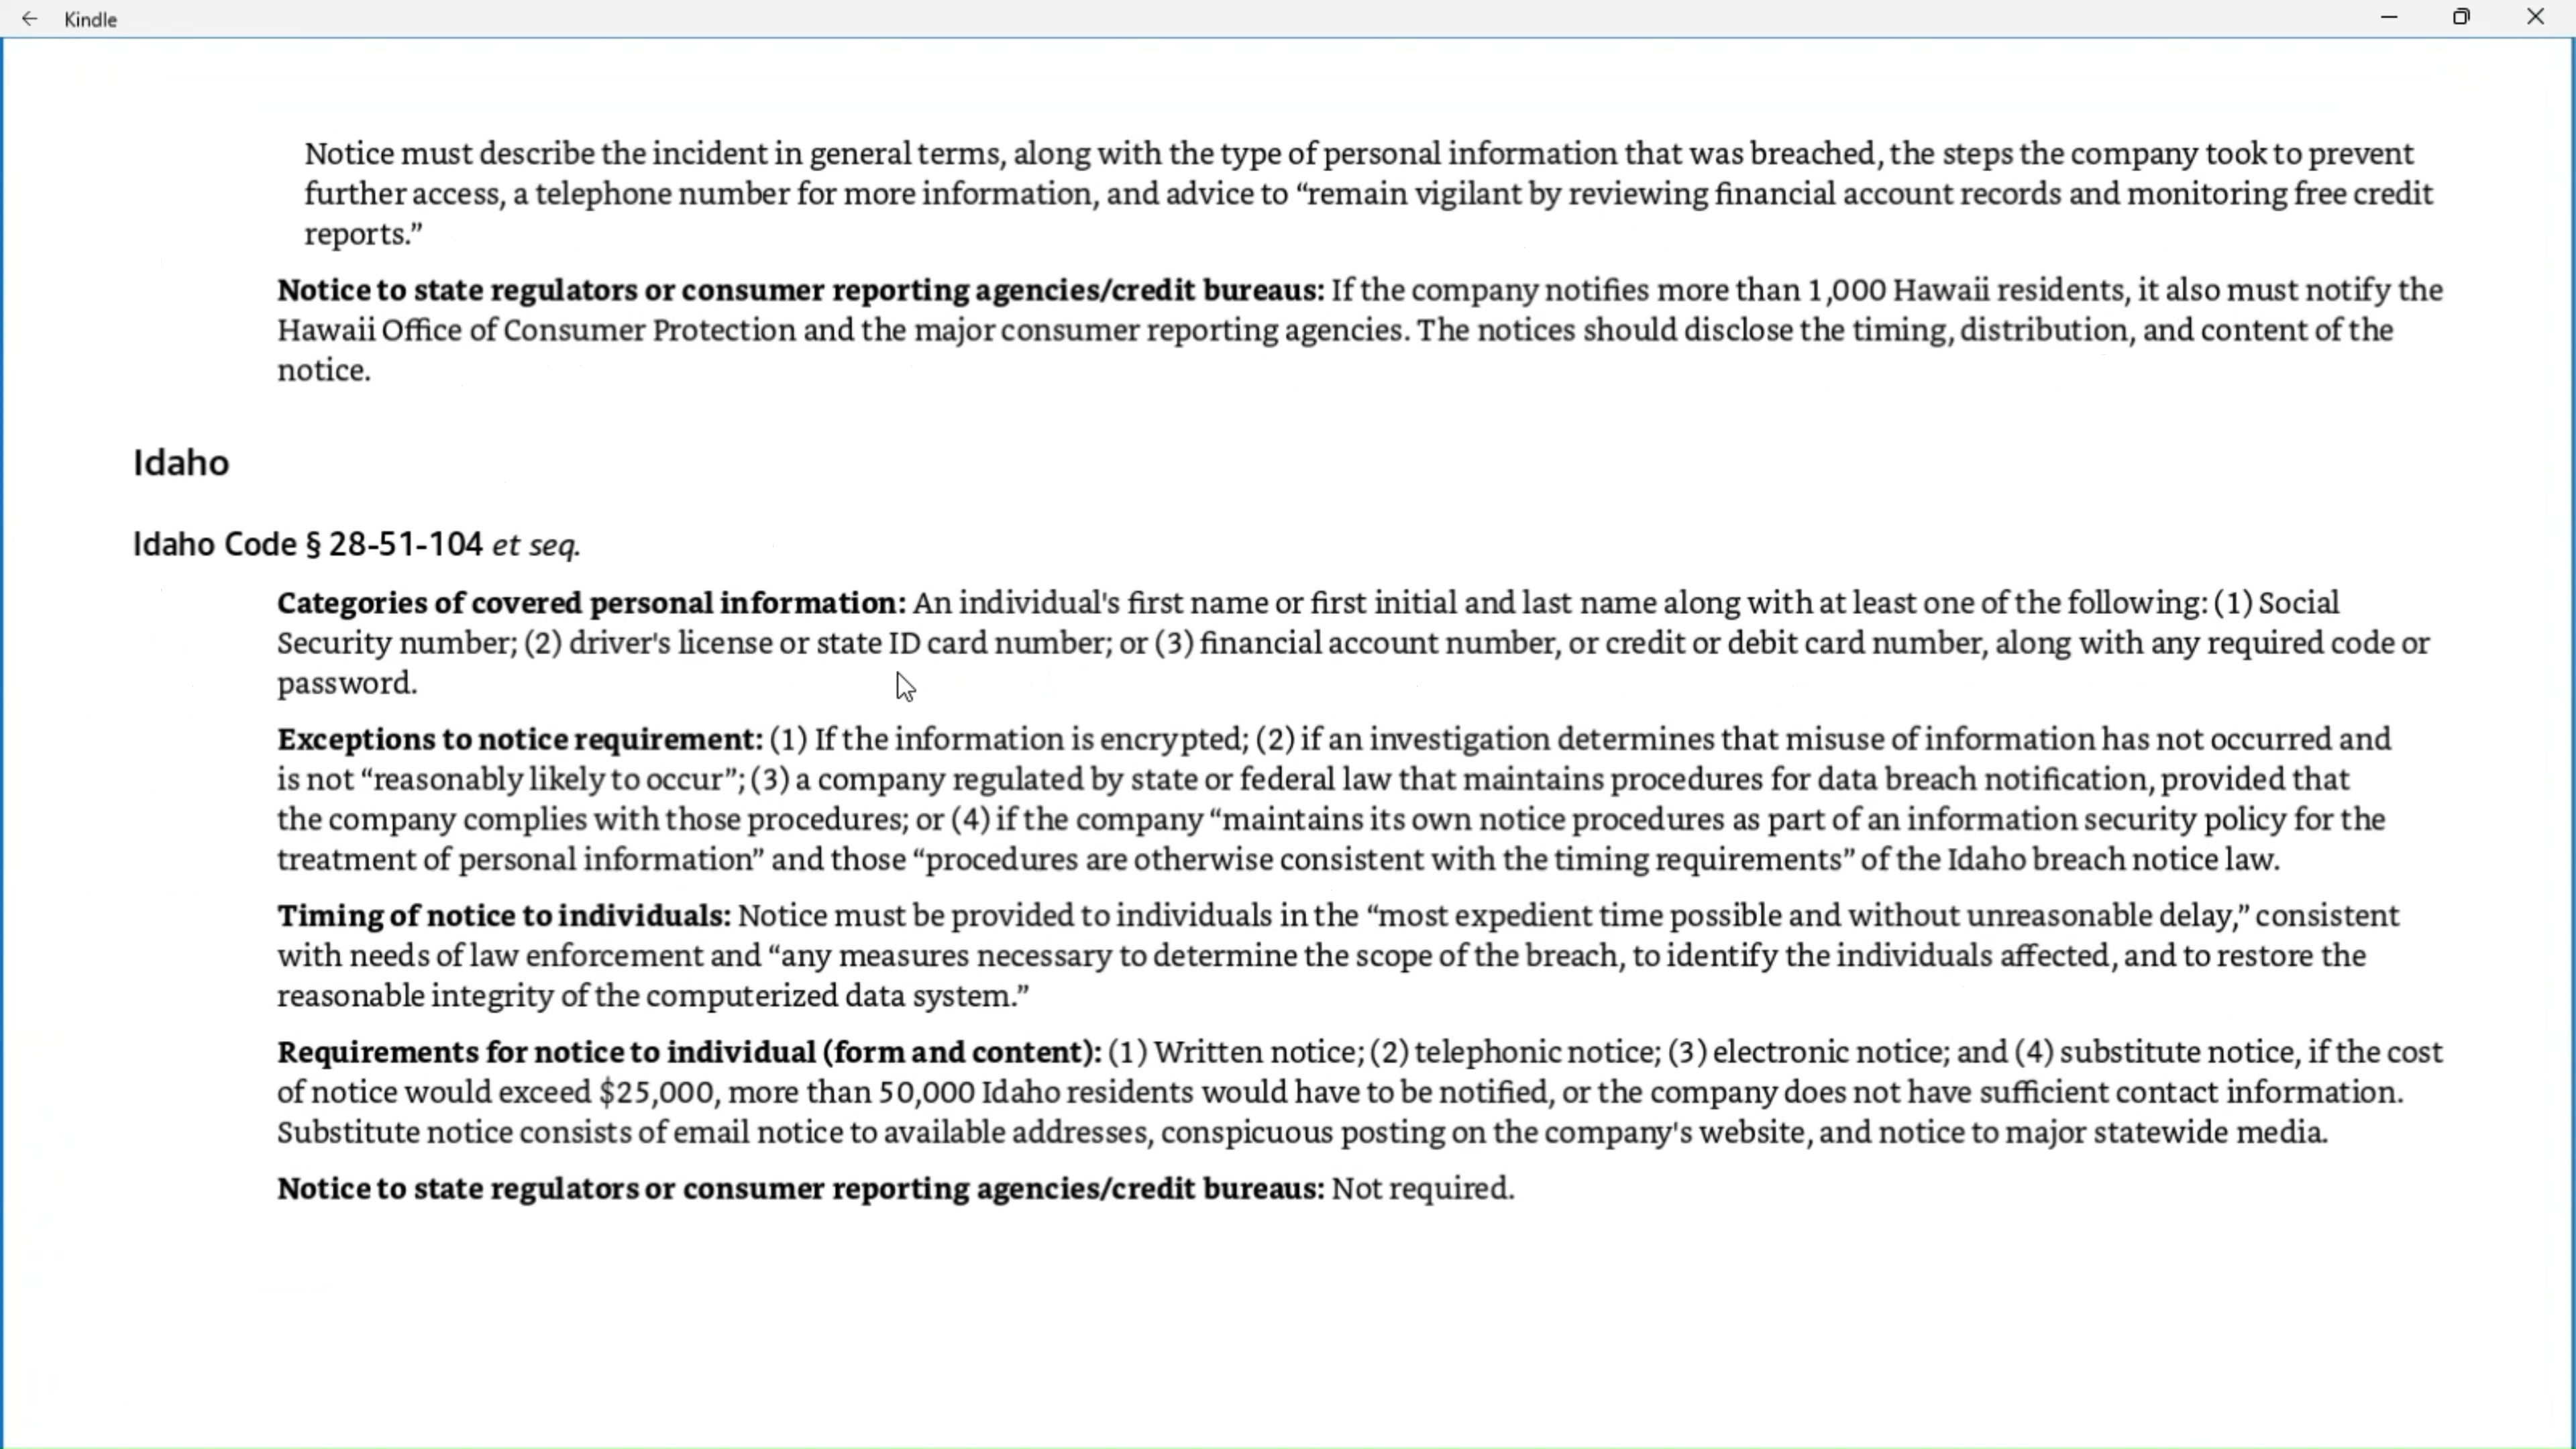 Kindle
Notice must describe the incident in general terms, along with the type of personal information that was breached, the steps the company took to prevent
further access, a telephone number for more information, and advice to “remain vigilant by reviewing financial account records and monitoring free credit
reports.”
Notice to state regulators or consumer reporting agencies/credit bureaus: If the company notifies more than 1,000 Hawaii residents, it also must notify the
Hawaii Office of Consumer Protection and the major consumer reporting agencies. The notices should disclose the timing, distribution, and content of the
notice.
Idaho
Idaho Code § 28-51-104 et seq.
Categories of covered personal information: An individual's first name or first initial and last name along with at least one of the following: (1) Social
Security number; (2) driver's license or state ID card number; or (3) financial account number, or credit or debit card number, along with any required code or
password.
Exceptions to notice requirement: (1) If the information is encrypted; (2) if an investigation determines that misuse of information has not occurred and
is not “reasonably likely to occur”; (3) a company regulated by state or federal law that maintains procedures for data breach notification, provided that
the company complies with those procedures; or (4) if the company “maintains its own notice procedures as part of an information security policy for the
treatment of personal information” and those “procedures are otherwise consistent with the timing requirements” of the Idaho breach notice law.
Timing of notice to individuals: Notice must be provided to individuals in the “most expedient time possible and without unreasonable delay,” consistent
with needs of law enforcement and “any measures necessary to determine the scope of the breach, to identify the individuals affected, and to restore the
reasonable integrity of the computerized data system.”
Requirements for notice to individual (form and content): (1) Written notice; (2) telephonic notice; (3) electronic notice; and (4) substitute notice, if the cost
of notice would exceed $25,000, more than 50,000 Idaho residents would have to be notified, or the company does not have sufficient contact information.
Substitute notice consists of email notice to available addresses, conspicuous posting on the company's website, and notice to major statewide media.
Notice to state regulators or consumer reporting agencies/credit bureaus: Not required.